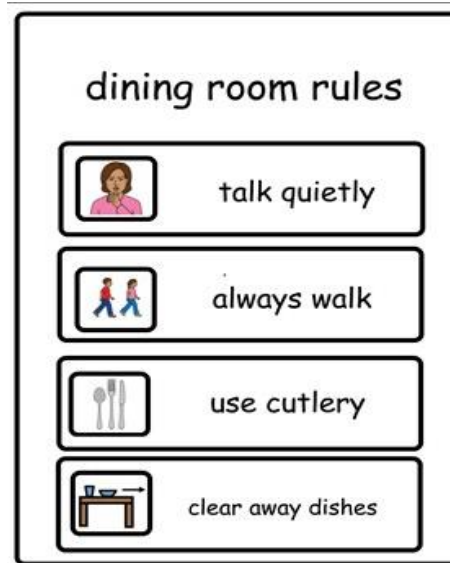 dining room rules
talk quietly
always walk
use cutlery
clear away dishes